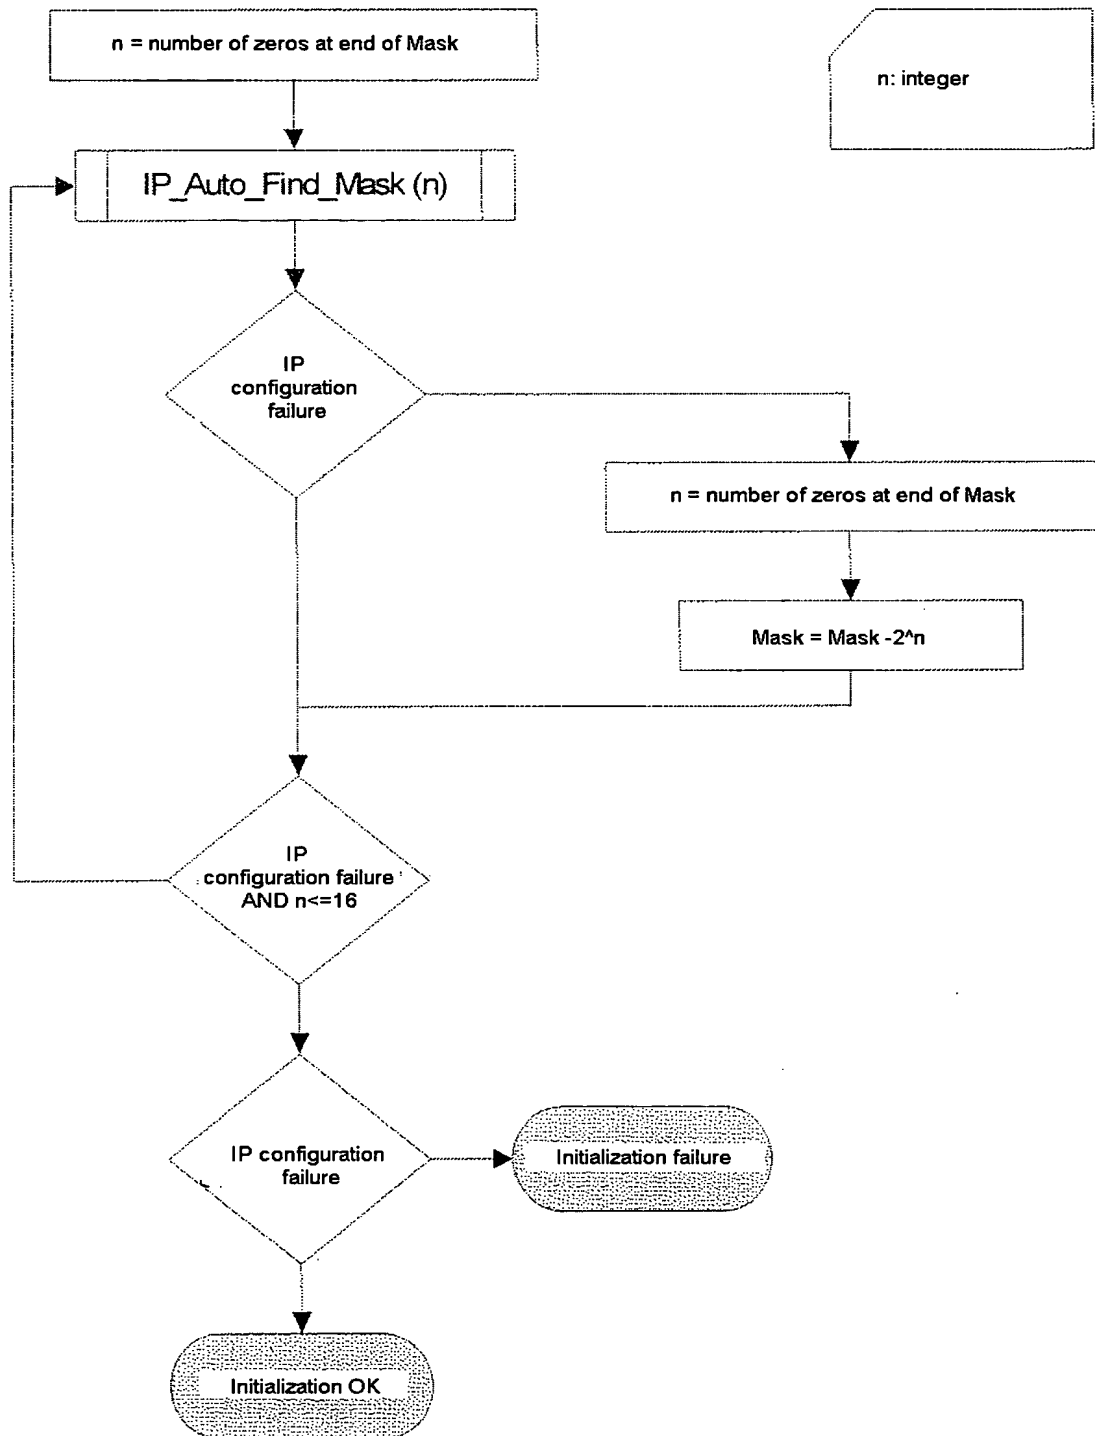 n = number of zeros at end of Mask
n: integer
IP_Auto_Find_Mask (n)
IP
configuration
failure
n = number of zeros at end of Mask
Mask = Mask -2^n
IP
configuration failure
AND n<=16
IP configuration
failure
Initialization failure
Initialization OK